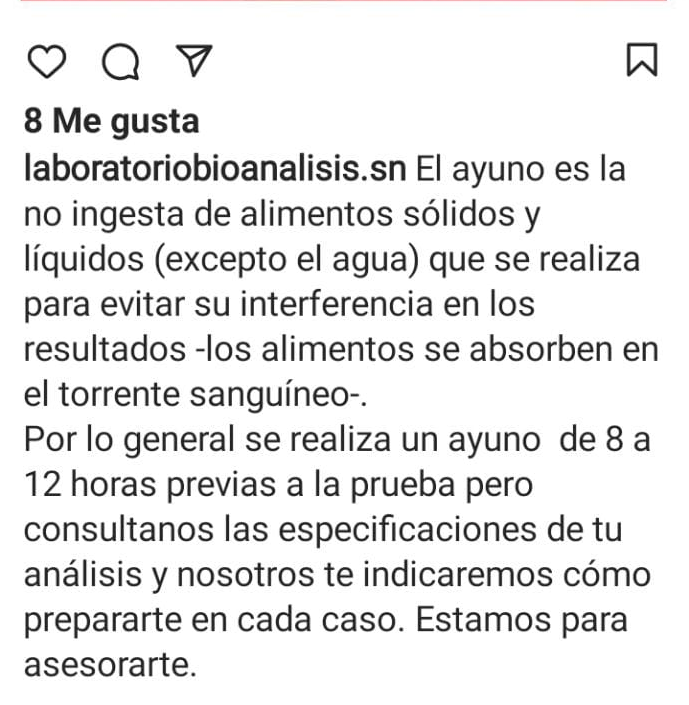 8 Me gusta
laboratoriobioanalisis.sn El ayuno es la
no ingesta de alimentos sólidos y
líquidos (excepto el agua) que se realiza
para evitar su interferencia en los
resultados -los alimentos se absorben en
el torrente sanguíneo-.
Por lo general se realiza un ayuno  de 8 a
12 horas previas a la prueba pero
consultanos las especificaciones de tu
análisis y nosotros te indicaremos cómo
prepararte en cada caso. Estamos para
asesorarte.